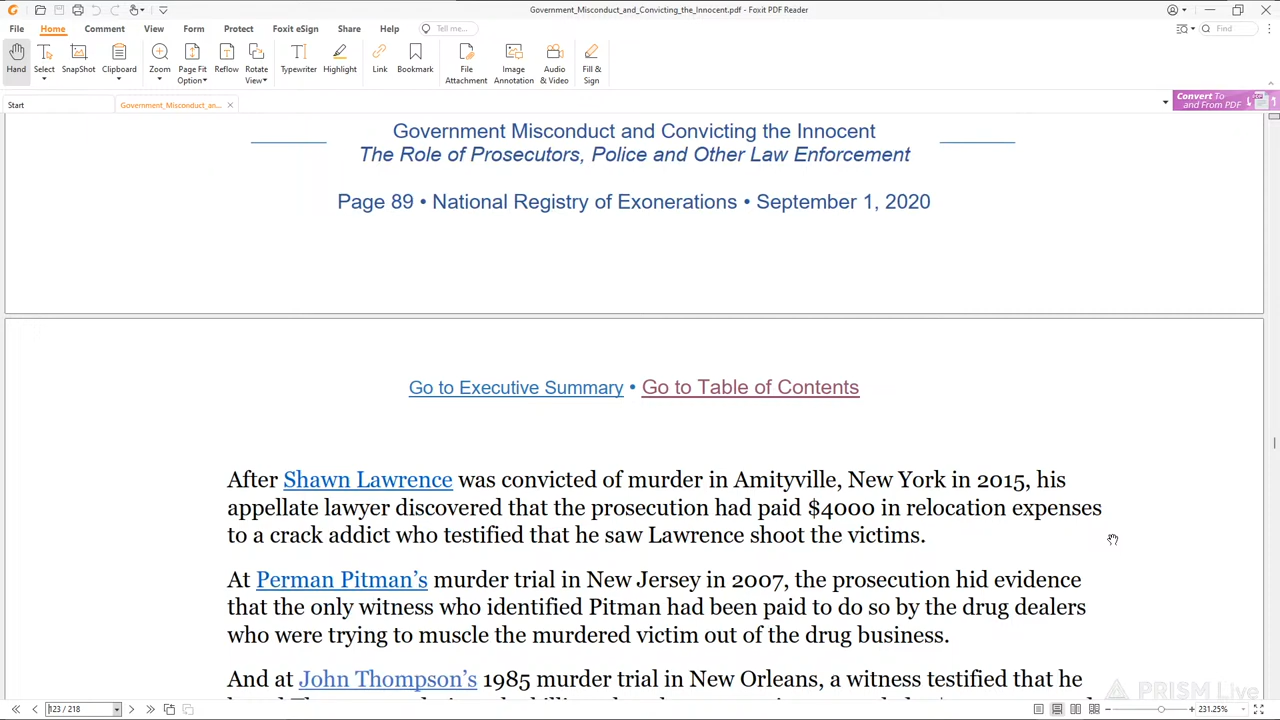 Government_Misconduct_and_Convicting_the_Innocent.pdf - Foxit PDF Reader
File Home Comment View Form Protect Foxit eSign Share Help Tell me... Find
Hand Select SnapShot Clipboard Zoom Page Fit Option Reflow Rotate View Typewriter Highlight Link Bookmark File Attachment Image Annotation Audio & Video Fill & Sign
Start Government_Misconduct_an... Convert To and From PDF
Government Misconduct and Convicting the Innocent
The Role of Prosecutors, Police and Other Law Enforcement
Page 89 • National Registry of Exonerations • September 1, 2020
Go to Executive Summary • Go to Table of Contents
After Shawn Lawrence was convicted of murder in Amityville, New York in 2015, his
appellate lawyer discovered that the prosecution had paid $4000 in relocation expenses
to a crack addict who testified that he saw Lawrence shoot the victims.
At Perman Pitman’s murder trial in New Jersey in 2007, the prosecution hid evidence
that the only witness who identified Pitman had been paid to do so by the drug dealers
who were trying to muscle the murdered victim out of the drug business.
And at John Thompson’s 1985 murder trial in New Orleans, a witness testified that he
PRISM Live
123 / 218 231.25%